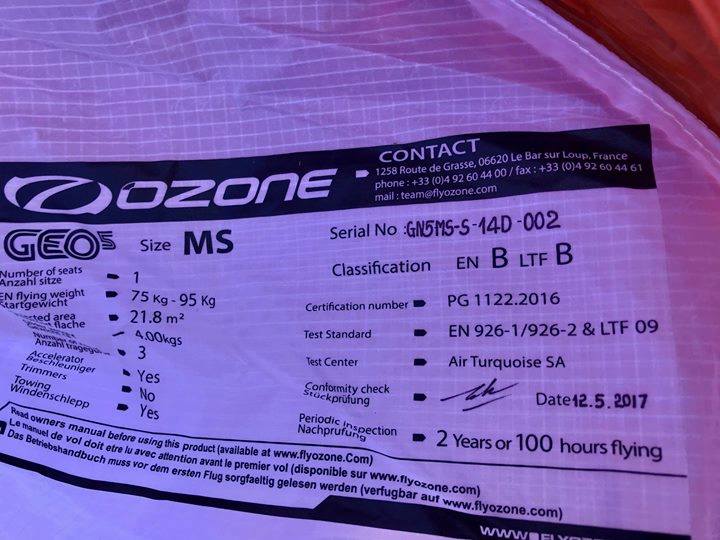 OZONE
CONTACT
1258 Route de Grasse, 06620 Le Bar sur Loup, France
phone : +33 (0)4 92 60 44 00 / fax : +33 (0)4 92 60 44 61
mail : team@flyozone.com
GEO5 Size MS
Serial No : GN5MS-S-14D-002
Classification EN B LTF B
Number of seats 1
Anzahl sitze
EN flying weight 75 Kg - 95 Kg
Startgewicht
area 21.8 m²
flache
4.00kgs
Number of 3
Anzahl
Accelerator Yes
Beschleuniger
Trimmers No
Towing Yes
Windenschlepp
Certification number PG 1122.2016
Test Standard EN 926-1/926-2 & LTF 09
Test Center Air Turquoise SA
Conformity check Date 12.5.2017
Stückprüfung
Periodic Inspection 2 Years or 100 hours flying
Nachprüfung
Read owners manual before using this product (available at www.flyozone.Com)
Le manuel de vol doit etre lu avec attention avant le premier vol (disponible sur www.flyozone.com)
Das Betriebshandbuch muss vor dem ersten Flug sorgfaeltig gelesen werden (verfugbar auf www.flyozone.com)